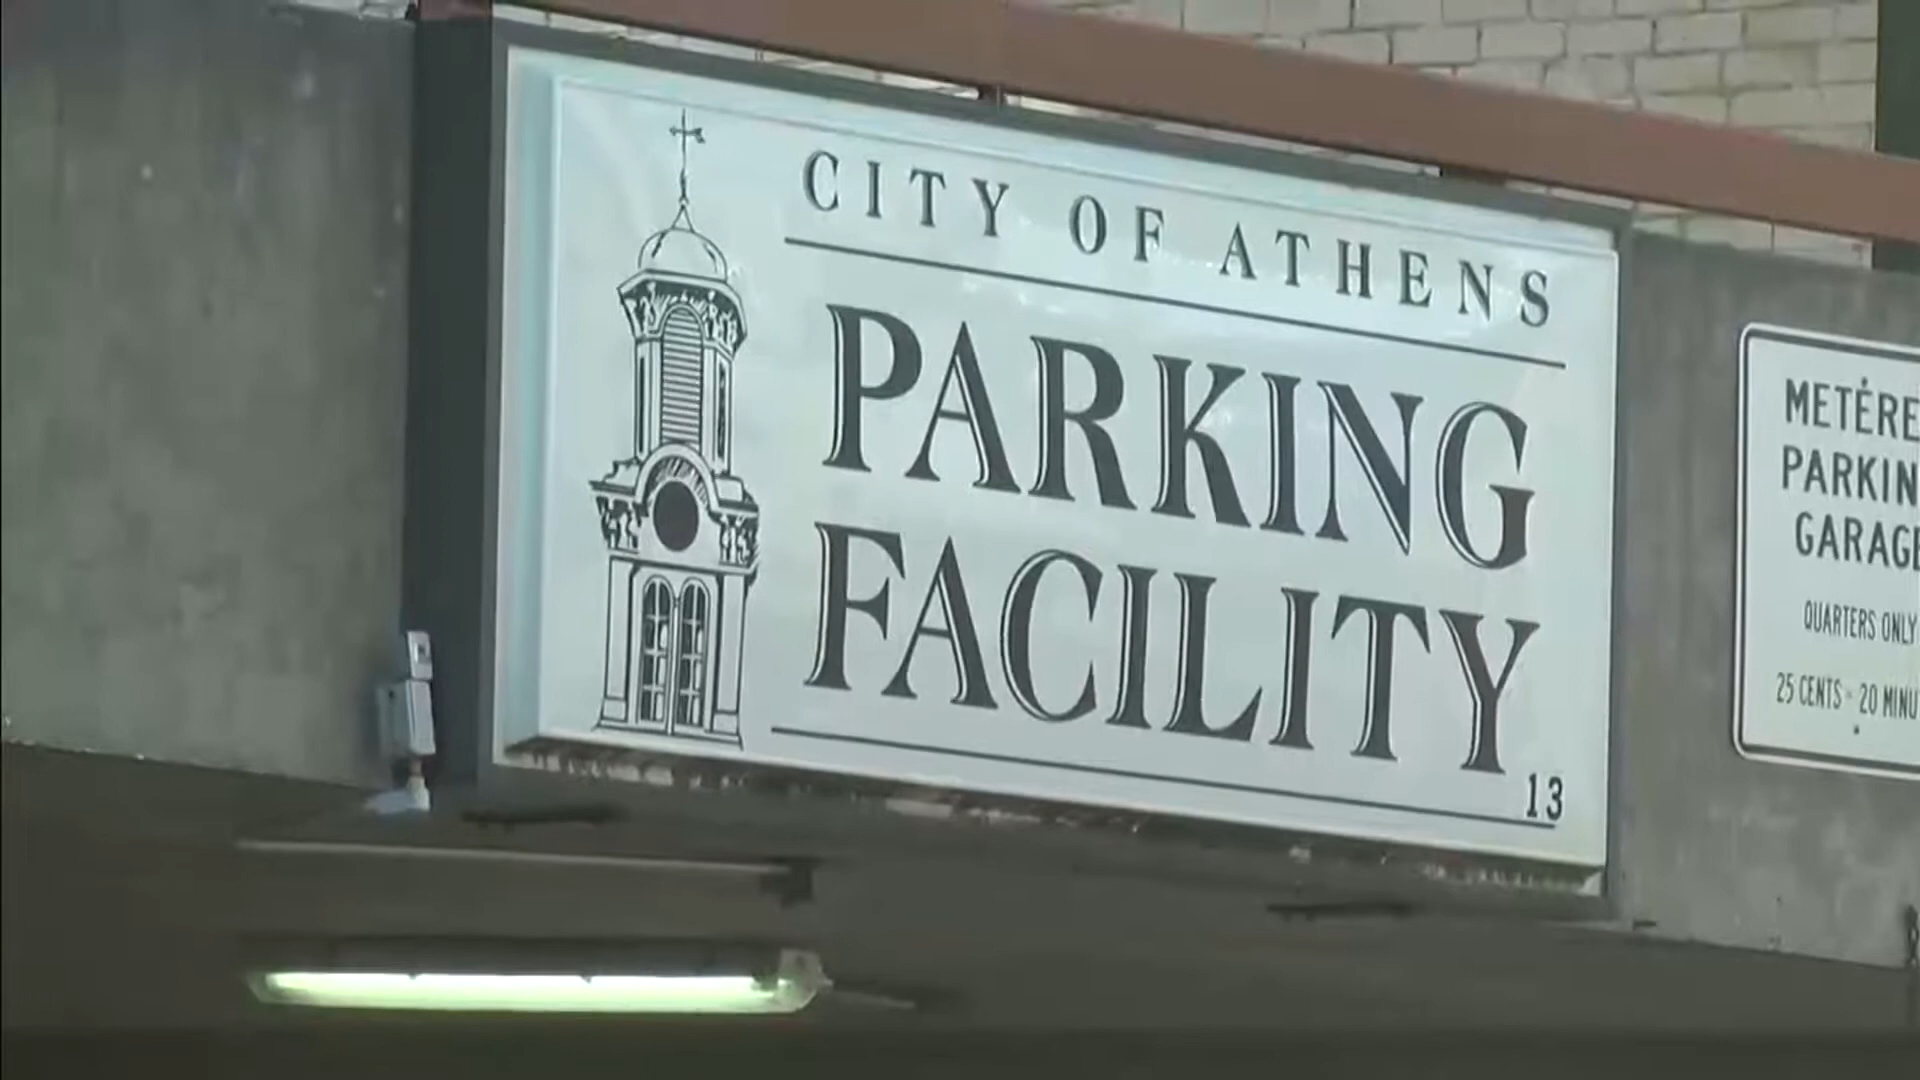 CITY OF ATHENS
PARKING
FACILITY
13
METERE
PARKIN
GARAGE
QUARTERS ONLY
25 CENTS - 20 MINU